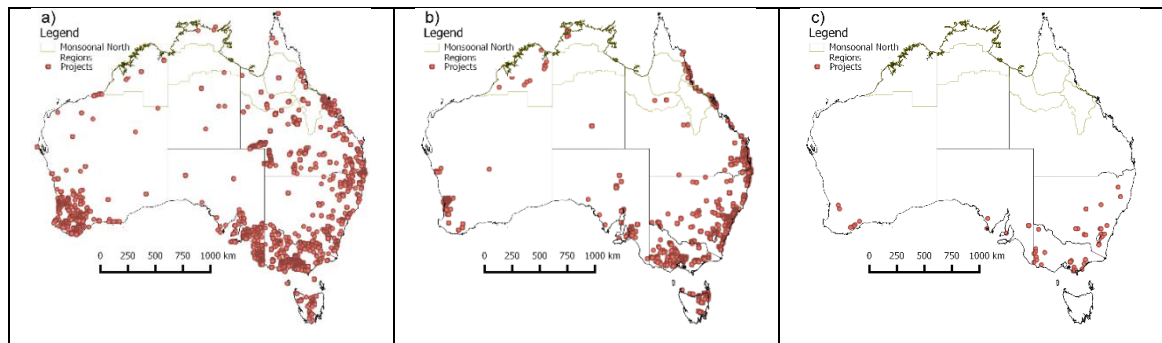 a)
Legend
Monsoonal North
Regions
Projects
0 250 500 750 1000 km
b)
Legend
Monsoonal North
Regions
Projects
0 250 500 750 1000 km
c)
Legend
Monsoonal North
Regions
Projects
0 250 500 750 1000 km